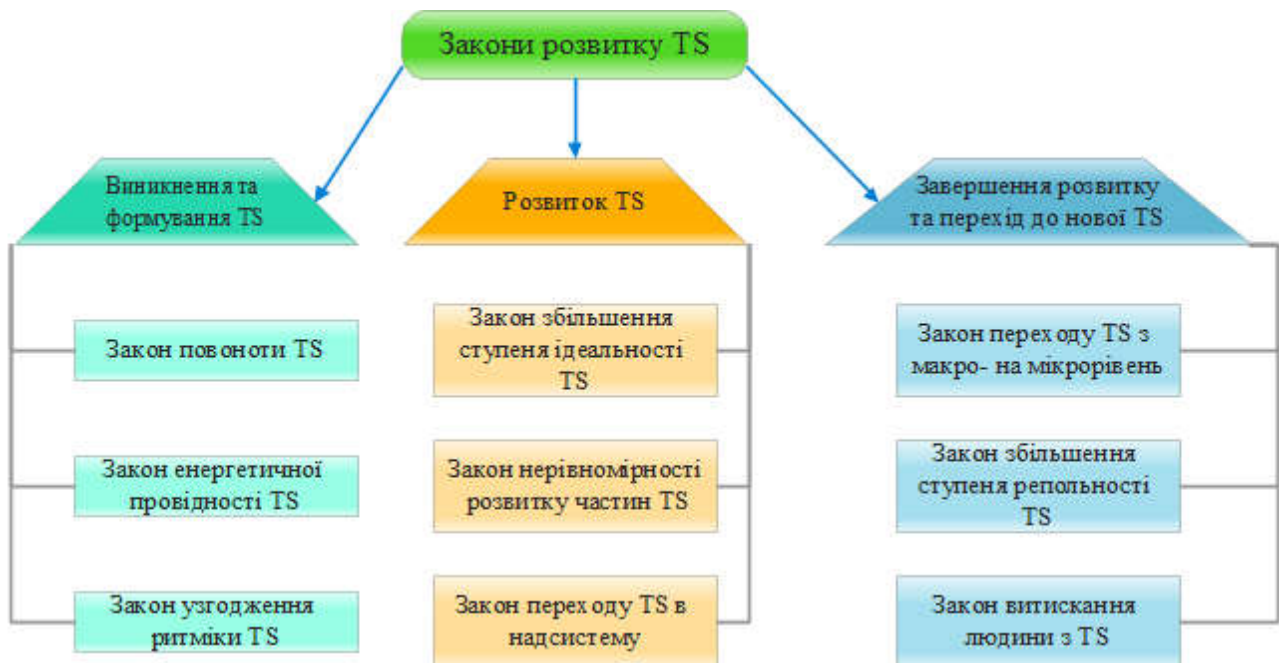 Закони розвитку TS
Виникнення та
формування TS
Розвиток TS
Завершення розвитку
та перехід до нової TS
Закон повоноти TS
Закон енергетичної
провідності TS
Закон узгодження
ритміки TS
Закон збільшення
ступеня ідеальності
TS
Закон нерівномірності
розвитку частин TS
Закон переходу TS в
надсистему
Закон переходу TS з
макро- на мікрорівень
Закон збільшення
ступеня репольності
TS
Закон витискання
людини з TS